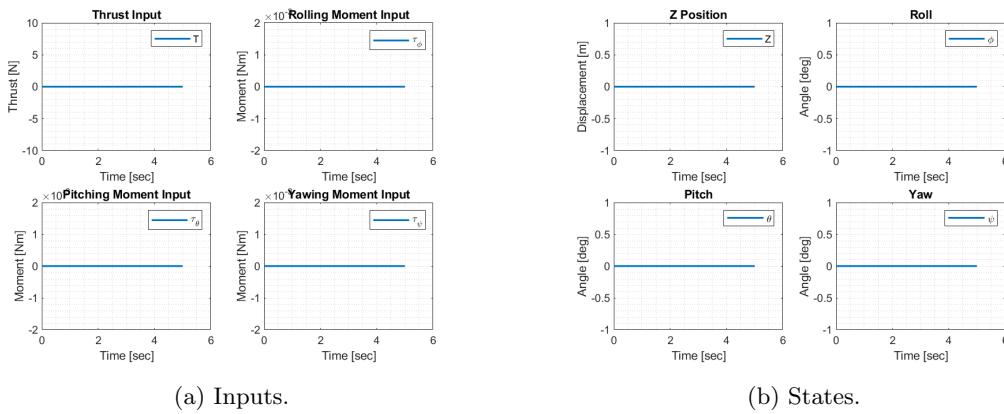 Thrust Input
Thrust [N]
10
5
0
-5
-10
0 2 4 6
Time [sec]
T
Rolling Moment Input
Moment [Nm]
2
1
0
-1
-2
0 2 4 6
Time [sec]
τϕ
Pitching Moment Input
Moment [Nm]
2
1
0
-1
-2
0 2 4 6
Time [sec]
τθ
Yawing Moment Input
Moment [Nm]
2
1
0
-1
-2
0 2 4 6
Time [sec]
τψ
(a) Inputs.
Z Position
Displacement [m]
1
0.5
0
-0.5
-1
0 2 4 6
Time [sec]
Z
Roll
Angle [deg]
1
0.5
0
-0.5
-1
0 2 4 6
Time [sec]
ϕ
Pitch
Angle [deg]
1
0.5
0
-0.5
-1
0 2 4 6
Time [sec]
θ
Yaw
Angle [deg]
1
0.5
0
-0.5
-1
0 2 4 6
Time [sec]
ψ
(b) States.